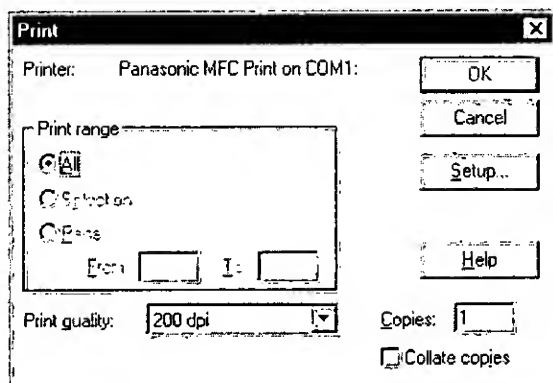 Print
Printer: Panasonic MFC Print on COM1:
OK
Cancel
Setup...
Help
Print range
All
Selection
Pages
From: To:
Print quality: 200 dpi
Copies: 1
Collate copies